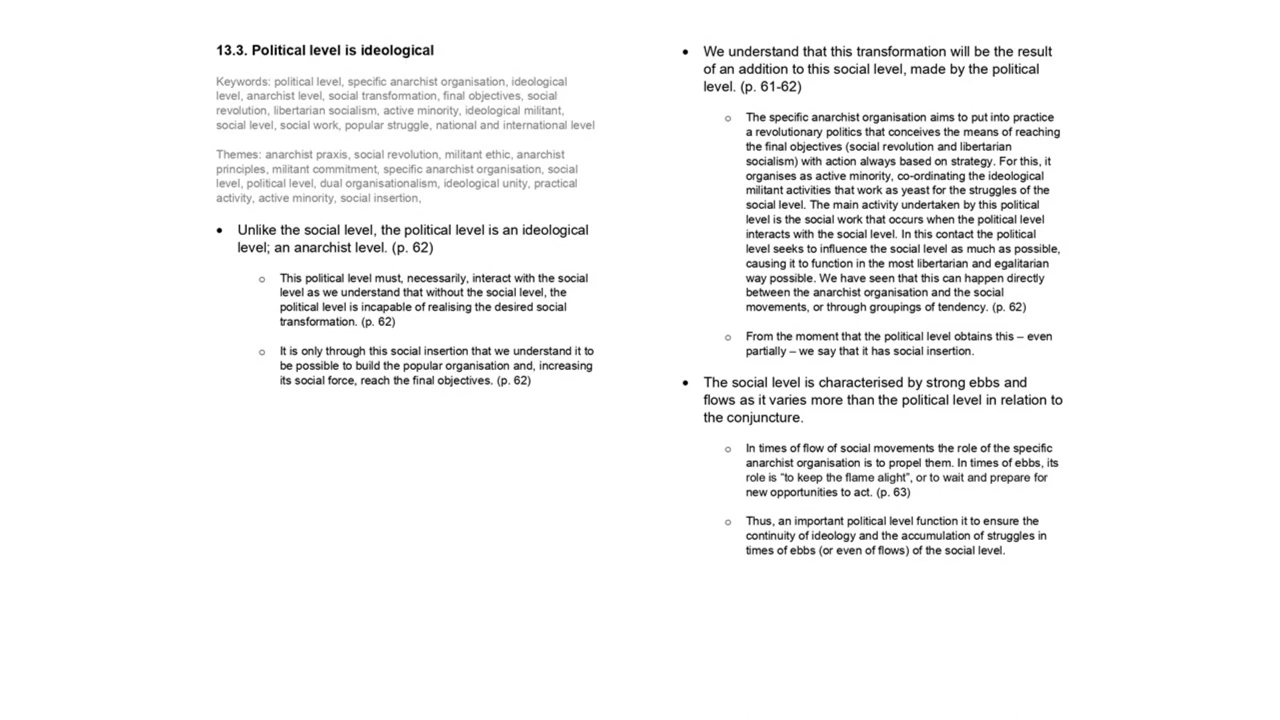 13.3. Political level is ideological
Keywords: political level, specific anarchist organisation, ideological
level, anarchist level, social transformation, final objectives, social
revolution, libertarian socialism, active minority, ideological militant,
social level, social work, popular struggle, national and international level
Themes: anarchist praxis, social revolution, militant ethic, anarchist
principles, militant commitment, specific anarchist organisation, social
level, political level, dual organisationalism, ideological unity, practical
activity, active minority, social insertion,
• Unlike the social level, the political level is an ideological
level; an anarchist level. (p. 62)
o This political level must, necessarily, interact with the social
level as we understand that without the social level, the
political level is incapable of realising the desired social
transformation. (p. 62)
o It is only through this social insertion that we understand it to
be possible to build the popular organisation and, increasing
its social force, reach the final objectives. (p. 62)
• We understand that this transformation will be the result
of an addition to this social level, made by the political
level. (p. 61-62)
o The specific anarchist organisation aims to put into practice
a revolutionary politics that conceives the means of reaching
the final objectives (social revolution and libertarian
socialism) with action always based on strategy. For this, it
organises as active minority, co-ordinating the ideological
militant activities that work as yeast for the struggles of the
social level. The main activity undertaken by this political
level is the social work that occurs when the political level
interacts with the social level. In this contact the political
level seeks to influence the social level as much as possible,
causing it to function in the most libertarian and egalitarian
way possible. We have seen that this can happen directly
between the anarchist organisation and the social
movements, or through groupings of tendency. (p. 62)
o From the moment that the political level obtains this – even
partially – we say that it has social insertion.
• The social level is characterised by strong ebbs and
flows as it varies more than the political level in relation to
the conjuncture.
o In times of flow of social movements the role of the specific
anarchist organisation is to propel them. In times of ebbs, its
role is “to keep the flame alight”, or to wait and prepare for
new opportunities to act. (p. 63)
o Thus, an important political level function it to ensure the
continuity of ideology and the accumulation of struggles in
times of ebbs (or even of flows) of the social level.